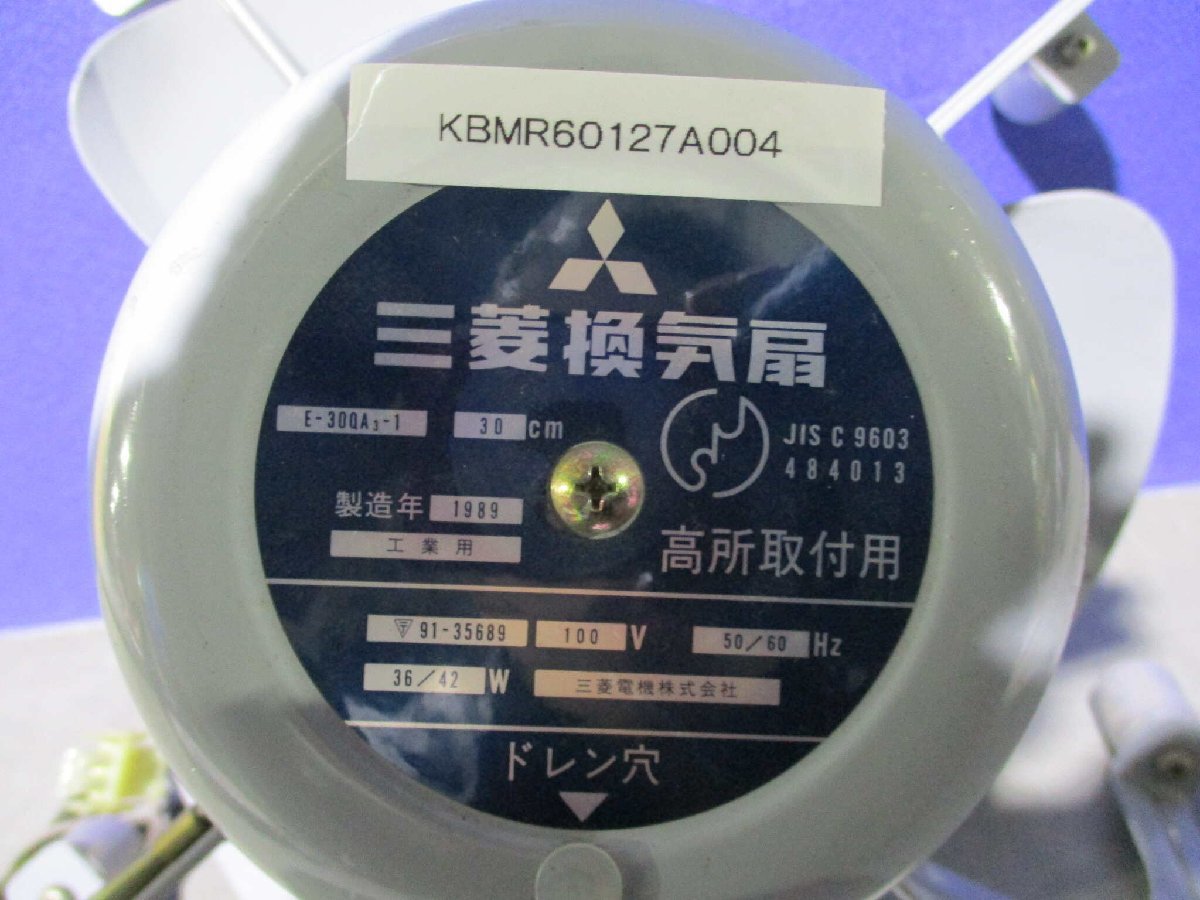 KBMR60127A004
三菱換気扇
E-30QA₃-1 30cm
JIS C 9603
484013
製造年 1989
工業用
高所取付用
▽〒 91-35689 100 V 50/60 Hz
36/42 W 三菱電機株式会社
ドレン穴
▼